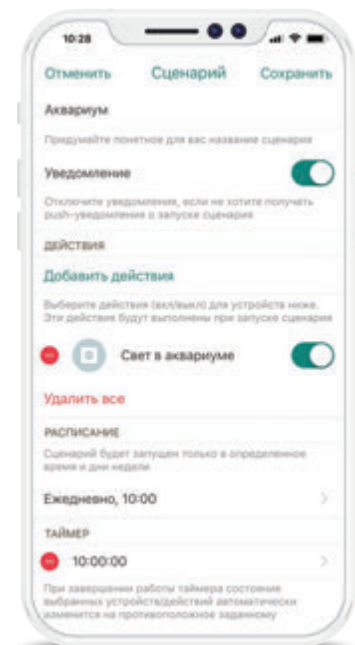 10:28
Отменить Сценарий Сохранить
Аквариум
Придумайте понятное для вас название сценария
Уведомление
Отключите уведомления, если не хотите получать
push-уведомления о запуске сценария
ДЕЙСТВИЯ
Добавить действия
Выберите действия (вкл/выкл) для устройств ниже.
Эти действия будут выполнены при запуске сценария
Свет в аквариуме
Удалить все
РАСПИСАНИЕ
Сценарий будет запущен только в определенное
время и дни недели
Ежедневно, 10:00
ТАЙМЕР
10:00:00
При завершении работы таймера состояние
выбранных устройств/действий автоматически
изменится на противоположное заданному